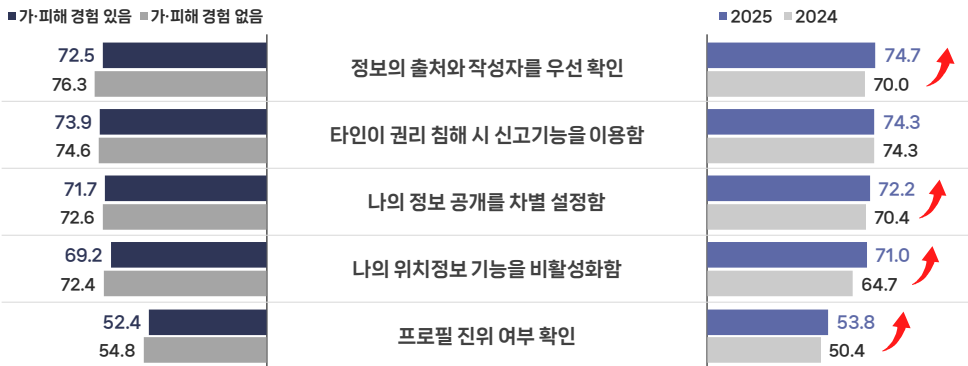 ■가·피해 경험 있음 ■가·피해 경험 없음
■2025 ■2024
72.5 정보의 출처와 작성자를 우선 확인 74.7
76.3 70.0
73.9 타인이 권리 침해 시 신고기능을 이용함 74.3
74.6 74.3
71.7 나의 정보 공개를 차별 설정함 72.2
72.6 70.4
69.2 나의 위치정보 기능을 비활성화함 71.0
72.4 64.7
52.4 프로필 진위 여부 확인 53.8
54.8 50.4